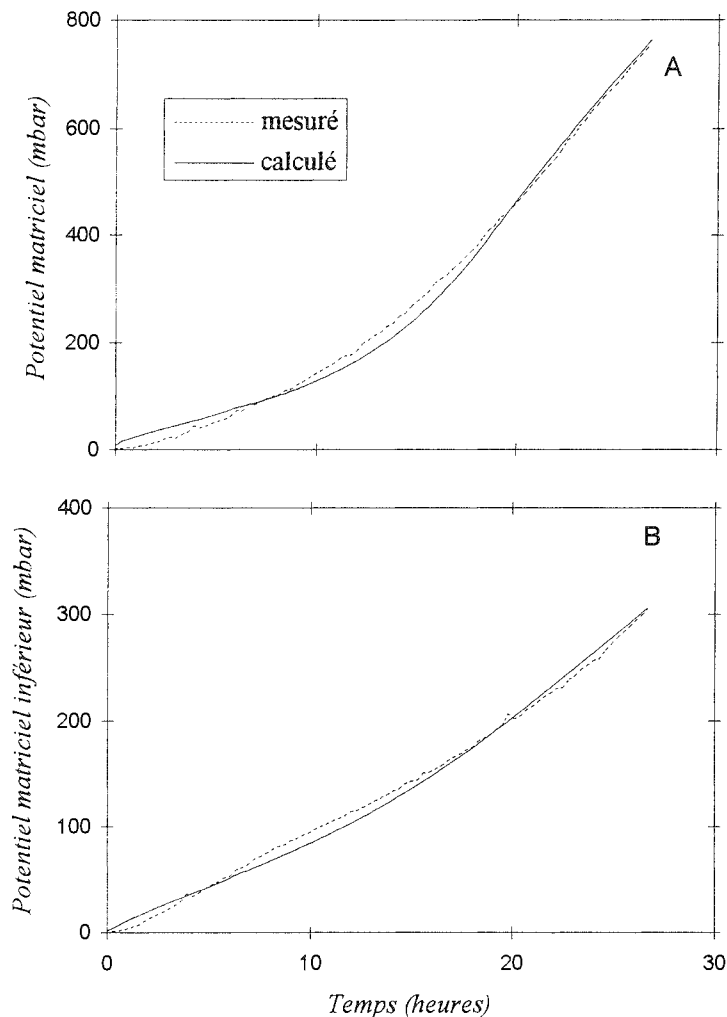 800
A
mesuré
calculé
600
400
200
0
Potentiel matriciel (mbar)
400
B
300
200
100
0
Potentiel matriciel inférieur (mbar)
0 10 20 30
Temps (heures)